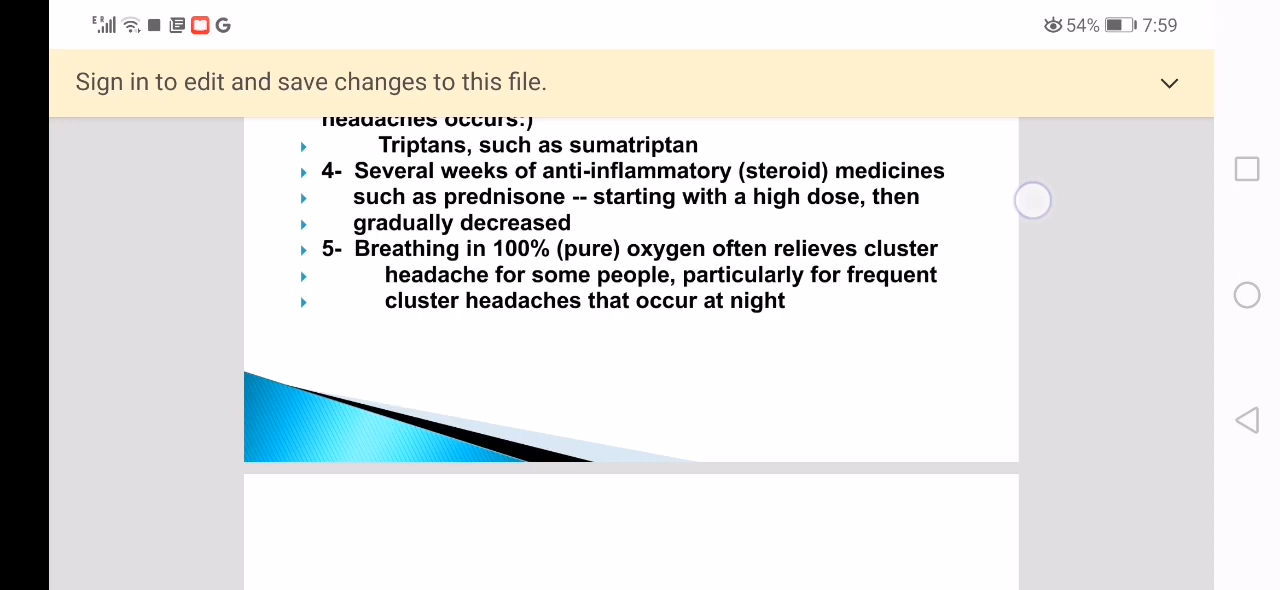 E R
G
54%
7:59
Sign in to edit and save changes to this file.
headaches occurs:)
Triptans, such as sumatriptan
4- Several weeks of anti-inflammatory (steroid) medicines
such as prednisone -- starting with a high dose, then
gradually decreased
5- Breathing in 100% (pure) oxygen often relieves cluster
headache for some people, particularly for frequent
cluster headaches that occur at night